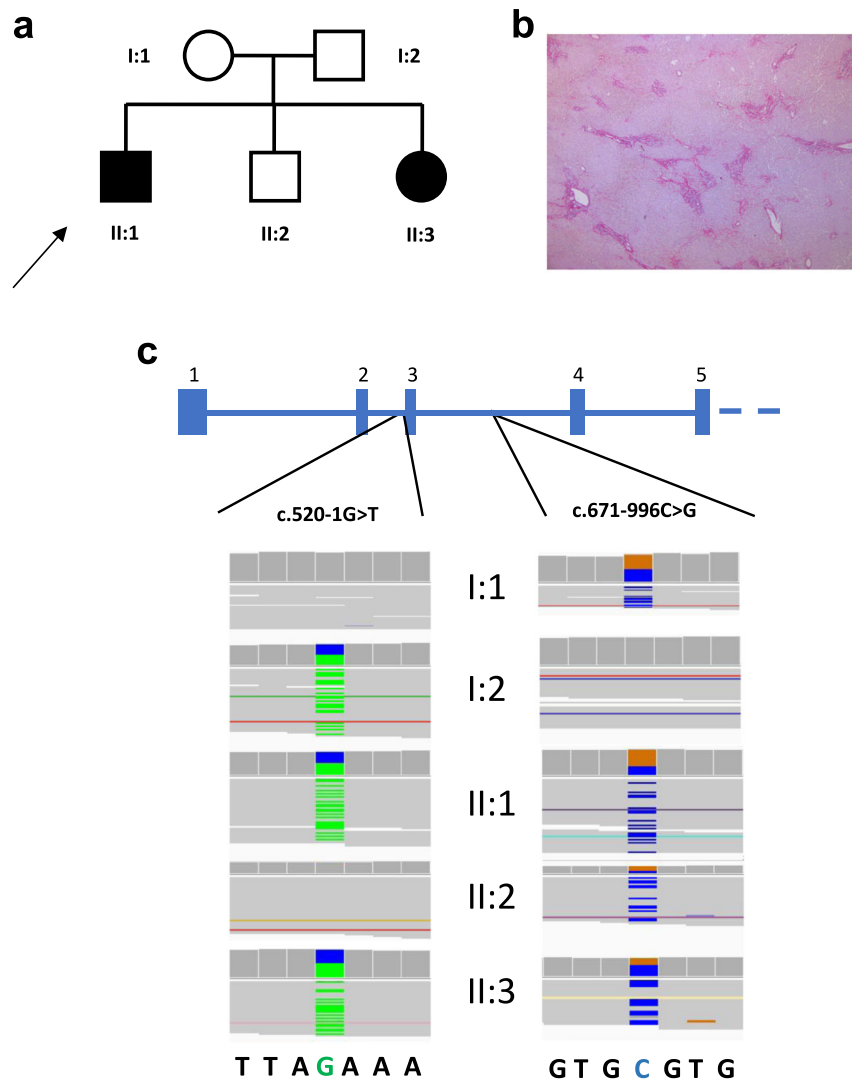 a
b
I:1
I:2
II:1
II:2
II:3
c
1 2 3 4 5
c.520-1G>T
c.671-996C>G
I:1
I:2
II:1
II:2
II:3
T T A G A A A
G T G C G T G